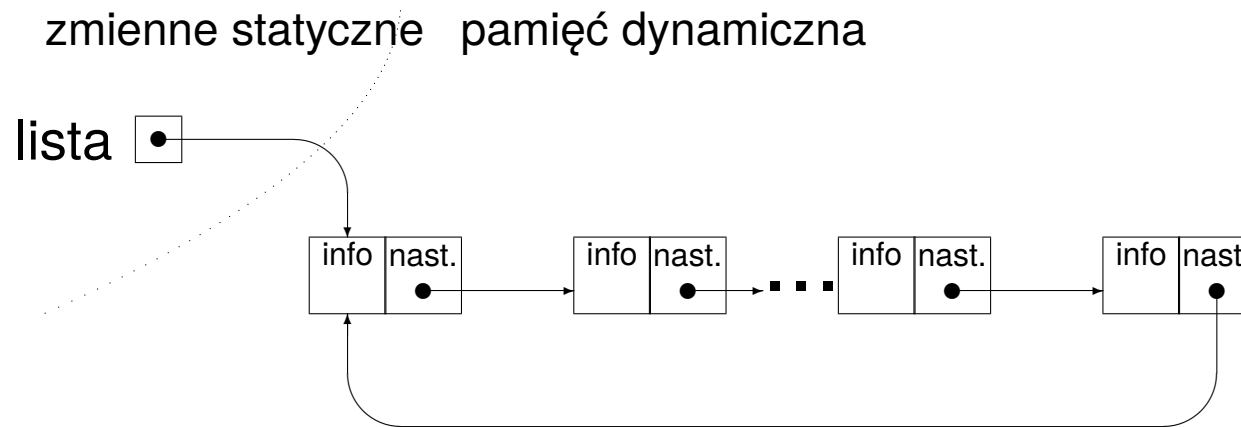 zmienne statyczne pamięć dynamiczna
lista
info nast. info nast. info nast. info nast